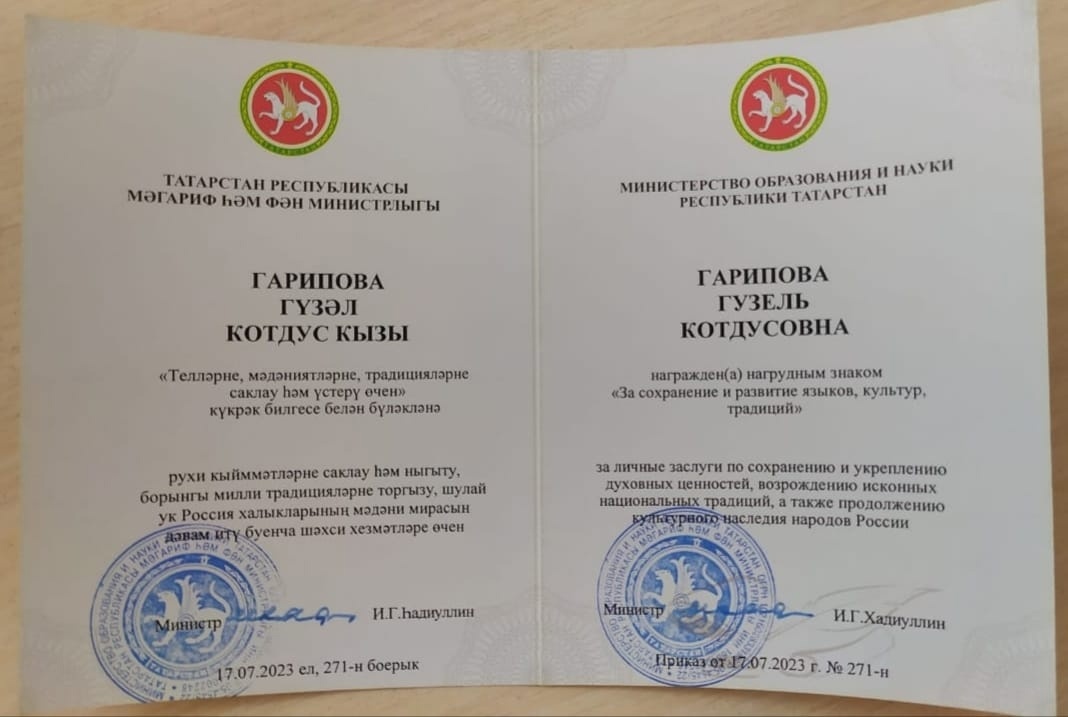 ТАТАРСТАН РЕСПУБЛИКАСЫ
МӘГАРИФ ҺӘМ ФӘН МИНИСТРЛЫГЫ
ГАРИПОВА
ГҮЗӘЛ
КОТДУС КЫЗЫ
«Телләрне, мәдәниятләрне, традицияләрне
саклау һәм үстерү өчен»
күкрәк билгесе белән бүләкләнә
рухи кыйммәтләрне саклау һәм ныгыту,
борынгы милли традицияләрне торгызу, шулай
ук Россия халыкларының мәдәни мирасын
дәвам итү буенча шәхси хезмәтләре өчен
Министр И.Г.Һадиуллин
17.07.2023 ел, 271-н боерык
МИНИСТЕРСТВО ОБРАЗОВАНИЯ И НАУКИ
РЕСПУБЛИКИ ТАТАРСТАН
ГАРИПОВА
ГУЗЕЛЬ
КОТДУСОВНА
награжден(а) нагрудным знаком
«За сохранение и развитие языков, культур,
традиций»
за личные заслуги по сохранению и укреплению
духовных ценностей, возрождению исконных
национальных традиций, а также продолжению
культурного наследия народов России
Министр И.Г.Хадиуллин
Приказ от 17.07.2023 г. № 271-н